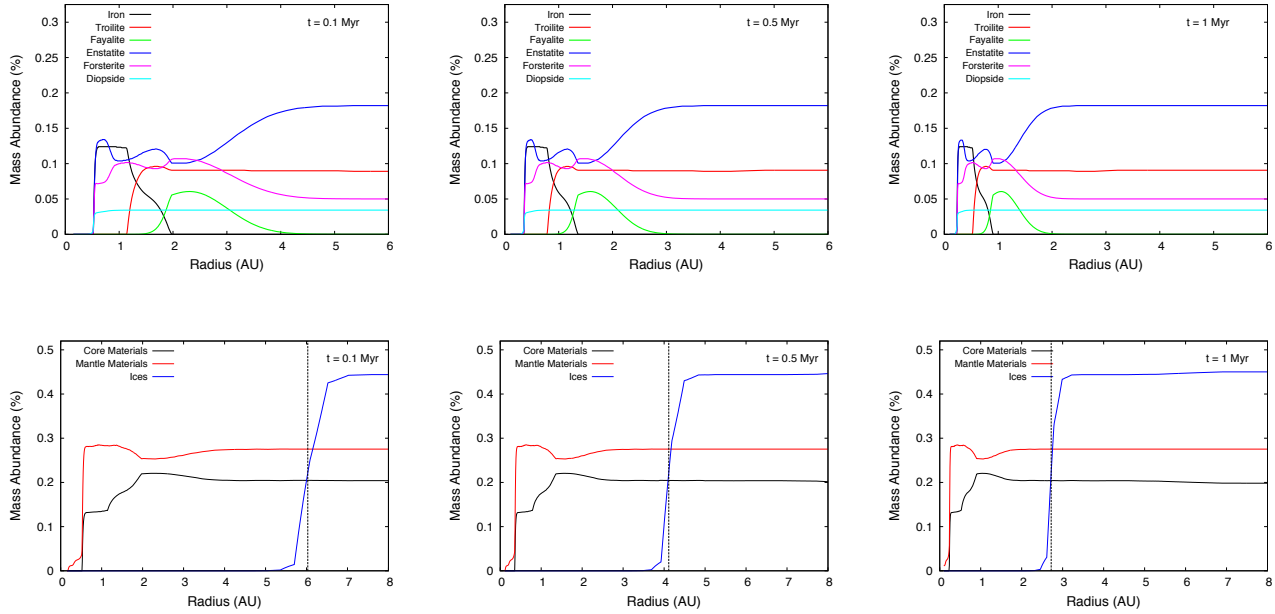 Mass Abundance (%)
0.3
0.25
0.2
0.15
0.1
0.05
0
Iron
Troilite
Fayalite
Enstatite
Forsterite
Diopside
t = 0.1 Myr
0 1 2 3 4 5 6
Radius (AU)
Mass Abundance (%)
0.3
0.25
0.2
0.15
0.1
0.05
0
Iron
Troilite
Fayalite
Enstatite
Forsterite
Diopside
t = 0.5 Myr
0 1 2 3 4 5 6
Radius (AU)
Mass Abundance (%)
0.3
0.25
0.2
0.15
0.1
0.05
0
Iron
Troilite
Fayalite
Enstatite
Forsterite
Diopside
t = 1 Myr
0 1 2 3 4 5 6
Radius (AU)
Mass Abundance (%)
0.5
0.4
0.3
0.2
0.1
0
Core Materials
Mantle Materials
Ices
t = 0.1 Myr
0 1 2 3 4 5 6 7 8
Radius (AU)
Mass Abundance (%)
0.5
0.4
0.3
0.2
0.1
0
Core Materials
Mantle Materials
Ices
t = 0.5 Myr
0 1 2 3 4 5 6 7 8
Radius (AU)
Mass Abundance (%)
0.5
0.4
0.3
0.2
0.1
0
Core Materials
Mantle Materials
Ices
t = 1 Myr
0 1 2 3 4 5 6 7 8
Radius (AU)